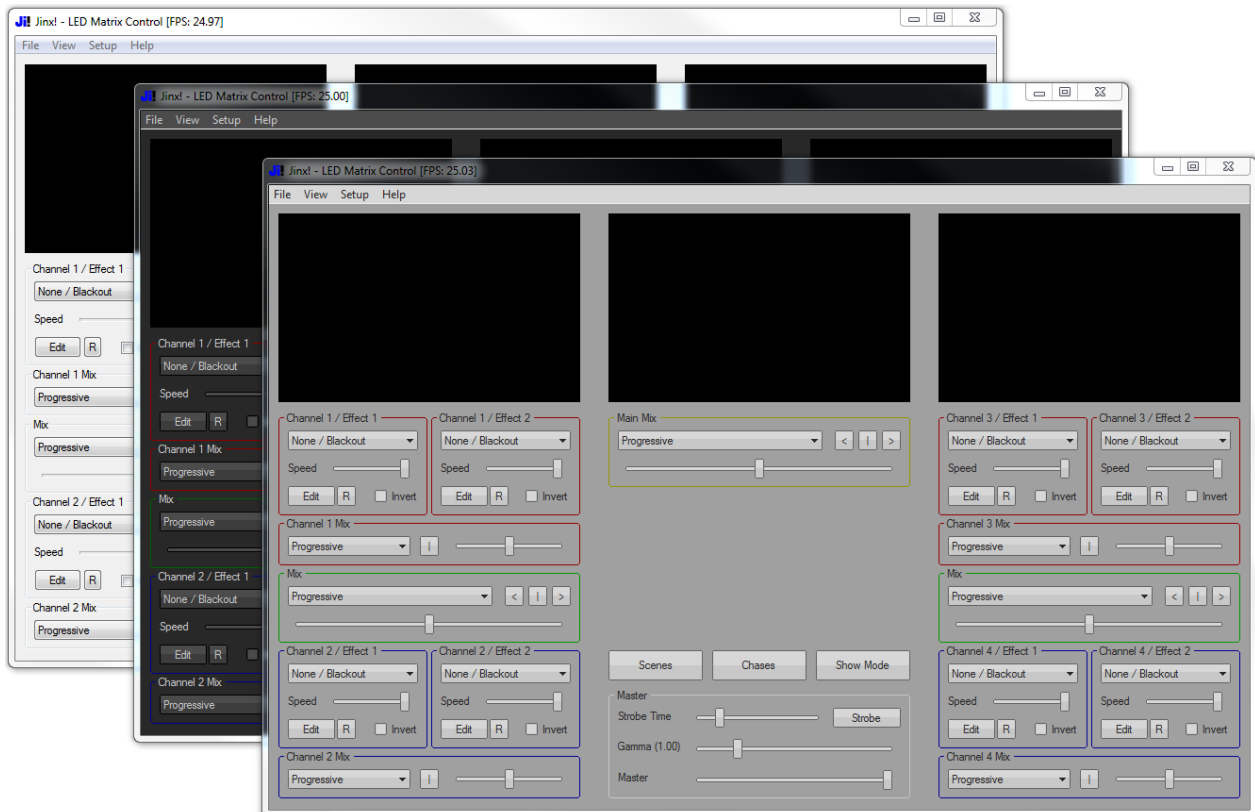 Ji! Jinx! - LED Matrix Control [FPS: 24.97]
File View Setup Help
Channel 1 / Effect 1
None / Blackout
Speed
Edit R
Channel 1 Mix
Progressive
Mix
Progressive
Channel 2 / Effect 1
None / Blackout
Speed
Edit R
Channel 2 Mix
Progressive
Ji! Jinx! - LED Matrix Control [FPS: 25.00]
File View Setup Help
Channel 1 / Effect 1
None / Blackout
Speed
Edit R
Channel 1 Mix
Progressive
Mix
Progressive
Channel 2 / Effect 1
None / Blackout
Speed
Edit R
Channel 2 Mix
Progressive
Ji! Jinx! - LED Matrix Control [FPS: 25.03]
File View Setup Help
Channel 1 / Effect 1 Channel 1 / Effect 2
None / Blackout None / Blackout
Speed Speed
Edit R Invert Edit R Invert
Channel 1 Mix
Progressive |
Mix
Progressive < | >
Channel 2 / Effect 1 Channel 2 / Effect 2
None / Blackout None / Blackout
Speed Speed
Edit R Invert Edit R Invert
Channel 2 Mix
Progressive |
Main Mix
Progressive < | >
Scenes Chases Show Mode
Master
Strobe Time Strobe
Gamma (1.00)
Master
Channel 3 / Effect 1 Channel 3 / Effect 2
None / Blackout None / Blackout
Speed Speed
Edit R Invert Edit R Invert
Channel 3 Mix
Progressive |
Mix
Progressive < | >
Channel 4 / Effect 1 Channel 4 / Effect 2
None / Blackout None / Blackout
Speed Speed
Edit R Invert Edit R Invert
Channel 4 Mix
Progressive |